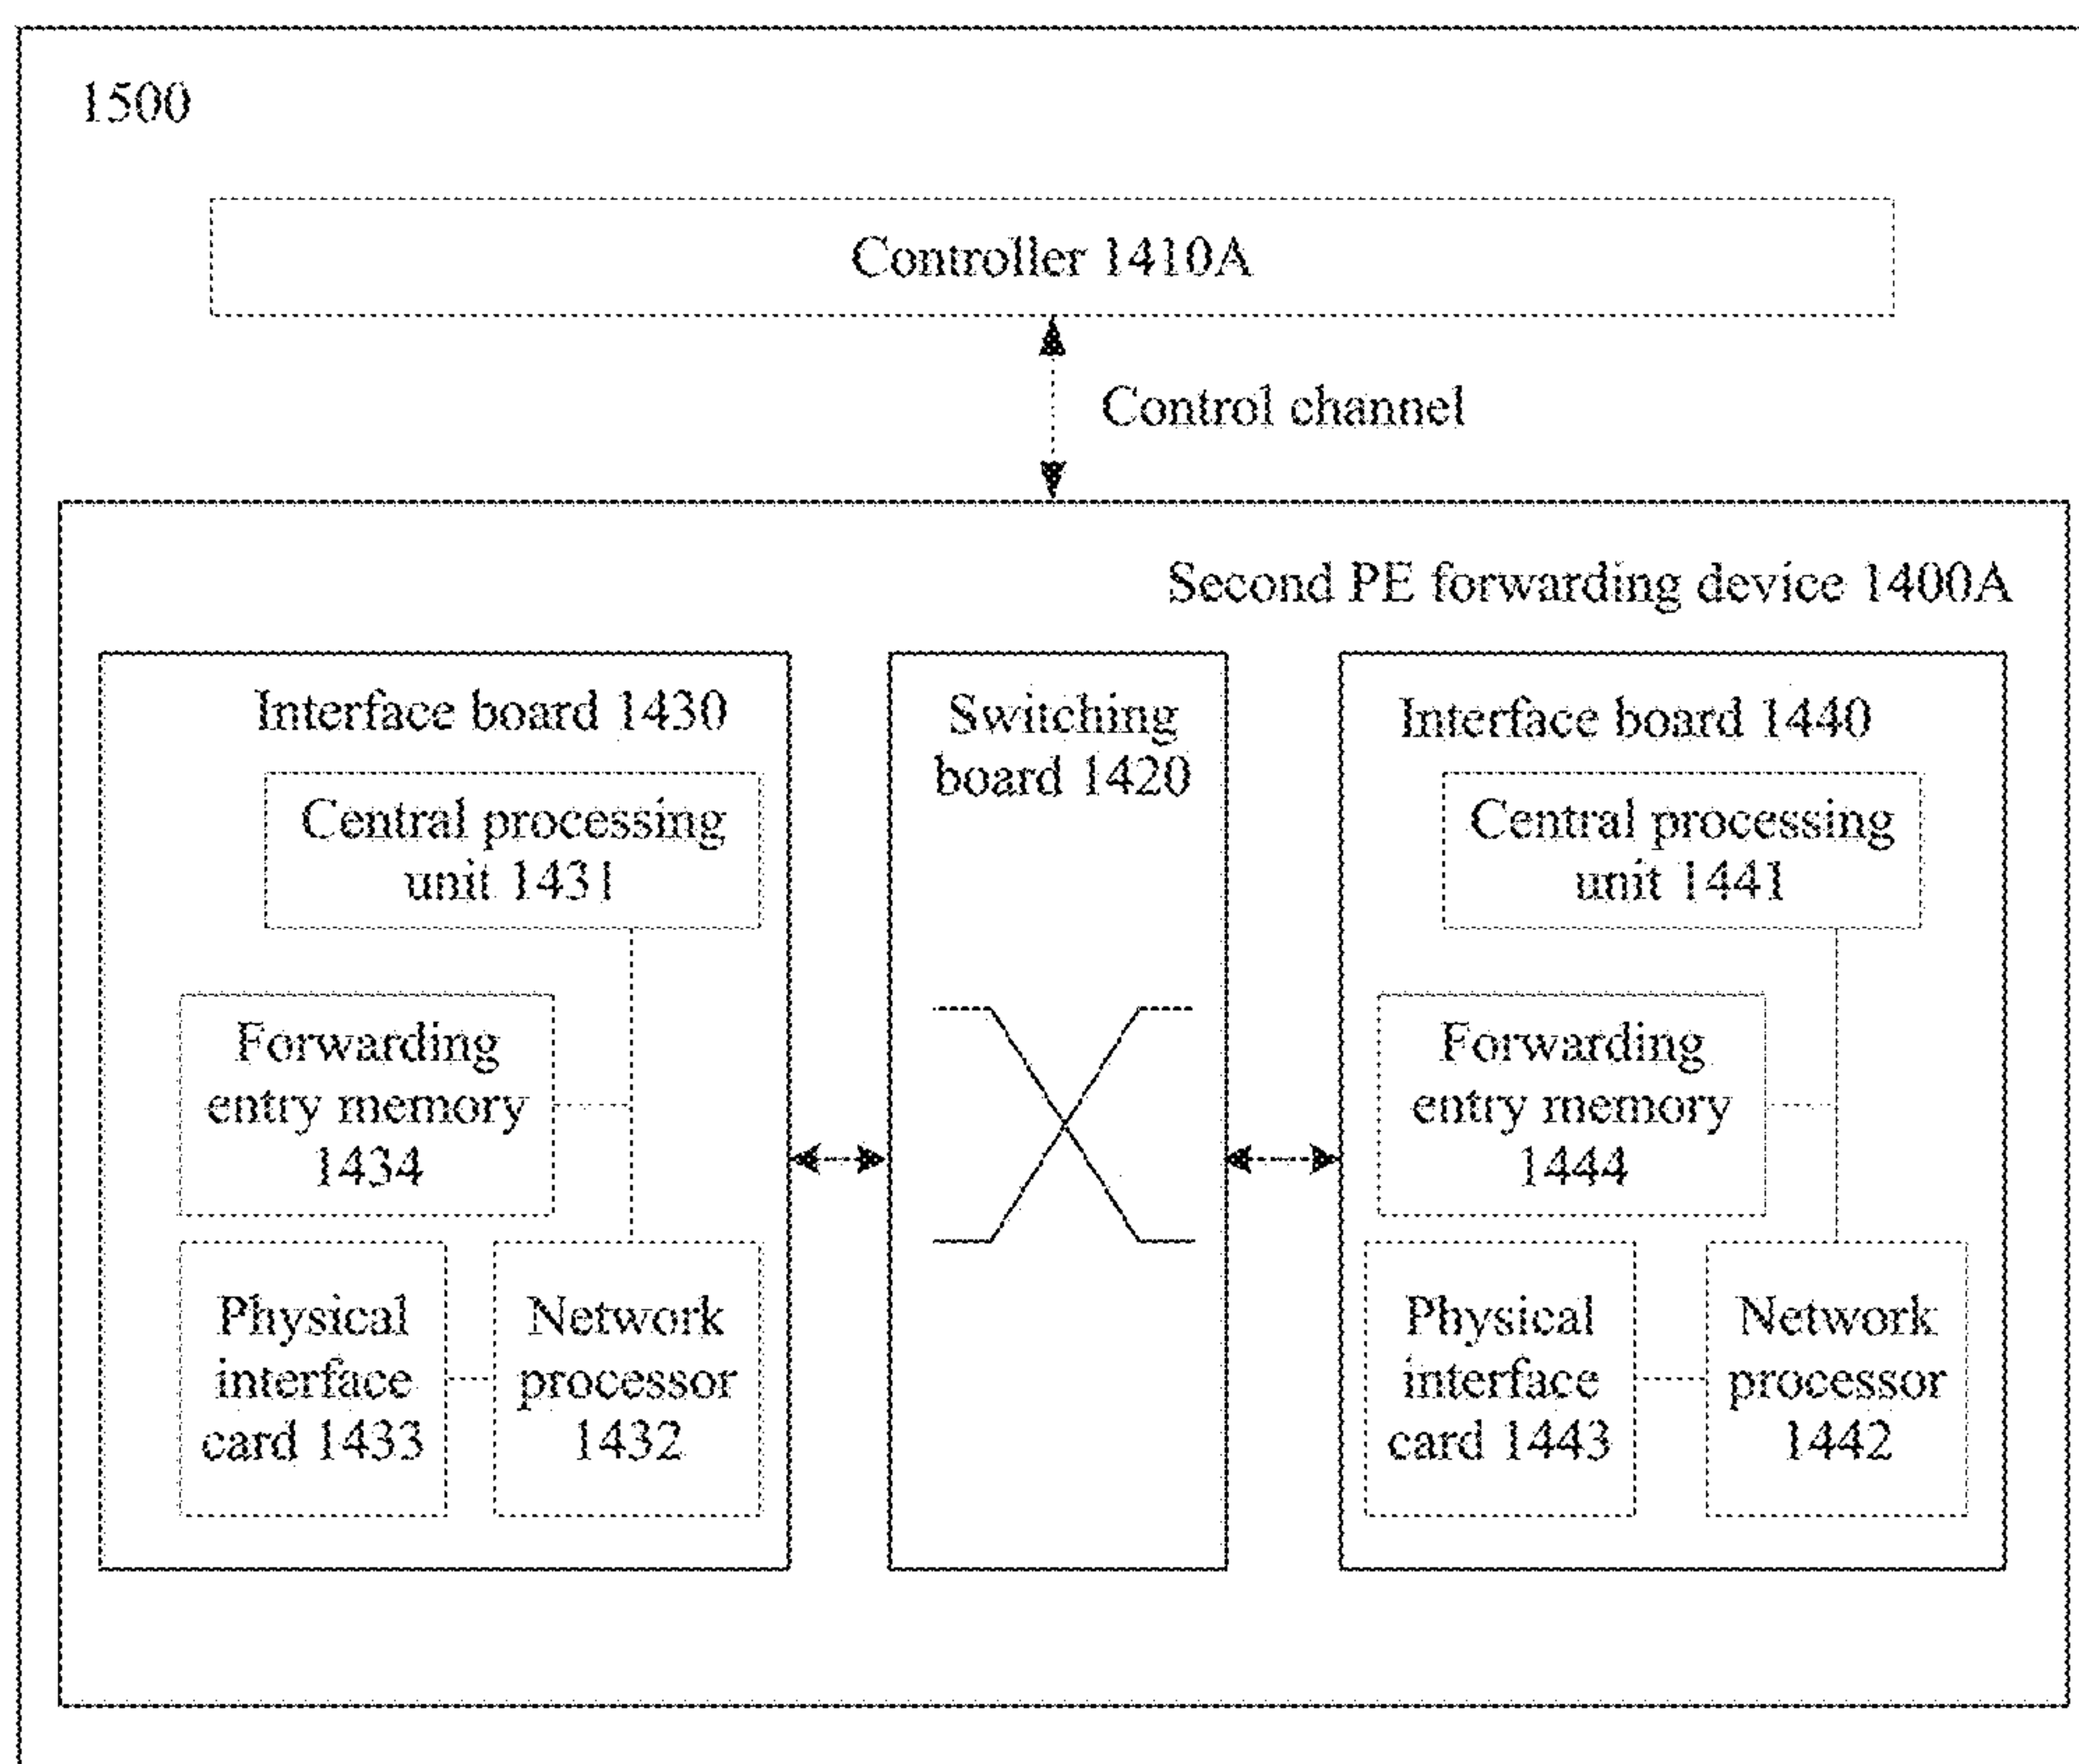 1500
Controller 1410A
Control channel
Second PE forwarding device 1400A
Interface board 1430
Central processing
unit 1431
Forwarding
entry memory
1434
Physical
interface
card 1433
Network
processor
1432
Switching
board 1420
Interface board 1440
Central processing
unit 1441
Forwarding
entry memory
1444
Physical
interface
card 1443
Network
processor
1442